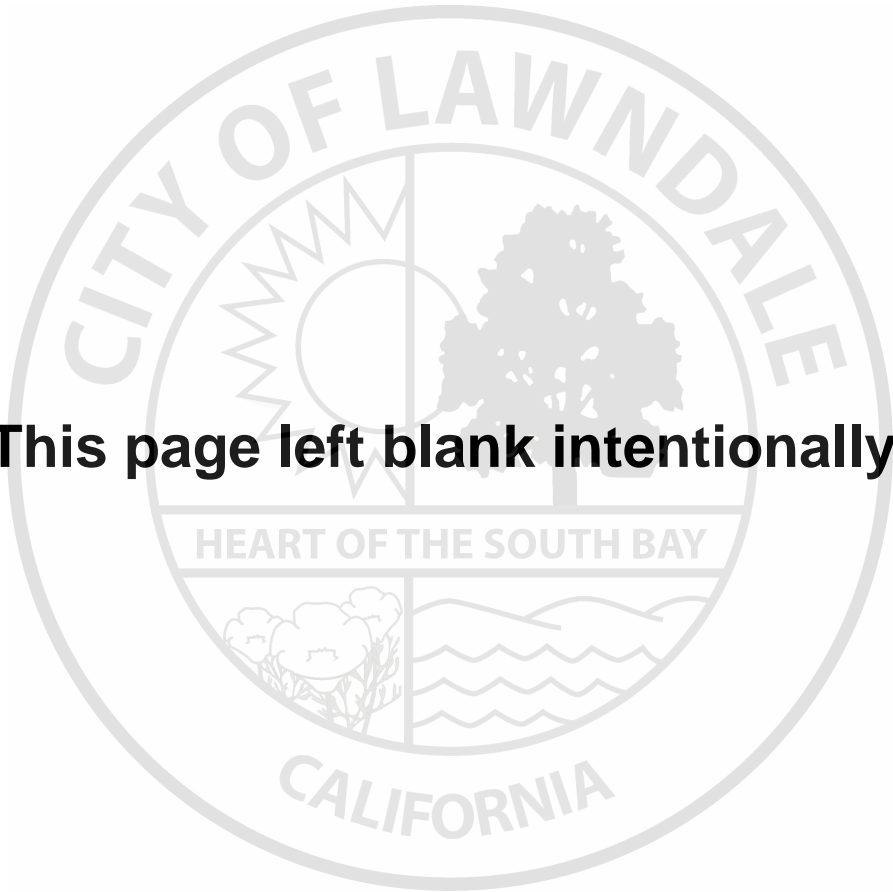 CITY OF LAWNDALE
This page left blank intentionally
HEART OF THE SOUTH BAY
CALIFORNIA